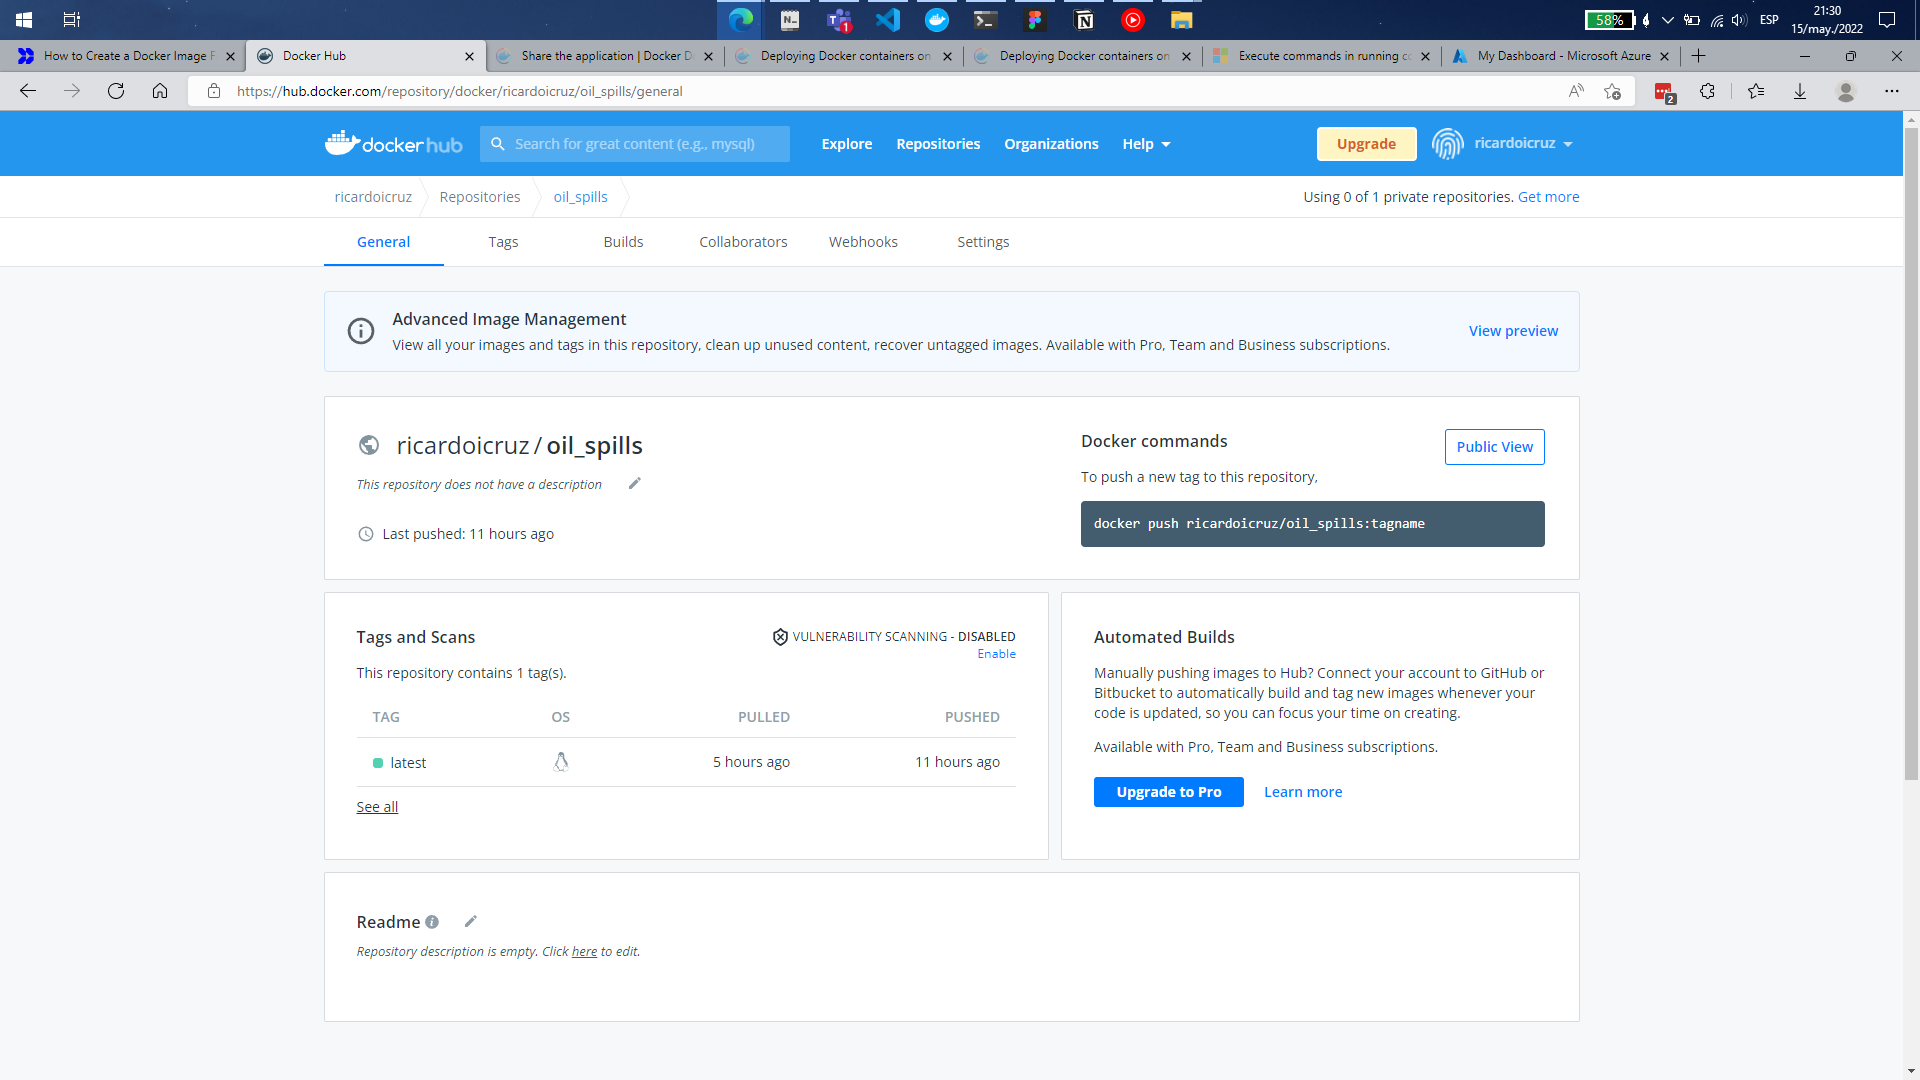 58%
ESP
21:30
15/may./2022
1
How to Create a Docker Image F
Docker Hub
Share the application | Docker D
Deploying Docker containers on
Deploying Docker containers on
Execute commands in running co
My Dashboard - Microsoft Azure
https://hub.docker.com/repository/docker/ricardoicruz/oil_spills/general
2
docker hub
Search for great content (e.g., mysql)
Explore
Repositories
Organizations
Help
Upgrade
ricardoicruz
ricardoicruz
Repositories
oil_spills
Using 0 of 1 private repositories. Get more
General
Tags
Builds
Collaborators
Webhooks
Settings
Advanced Image Management
View all your images and tags in this repository, clean up unused content, recover untagged images. Available with Pro, Team and Business subscriptions.
View preview
ricardoicruz / oil_spills
This repository does not have a description
Last pushed: 11 hours ago
Docker commands
Public View
To push a new tag to this repository,
docker push ricardoicruz/oil_spills:tagname
Tags and Scans
VULNERABILITY SCANNING - DISABLED
Enable
This repository contains 1 tag(s).
TAG OS PULLED PUSHED
latest 5 hours ago 11 hours ago
See all
Automated Builds
Manually pushing images to Hub? Connect your account to GitHub or
Bitbucket to automatically build and tag new images whenever your
code is updated, so you can focus your time on creating.
Available with Pro, Team and Business subscriptions.
Upgrade to Pro
Learn more
Readme
Repository description is empty. Click here to edit.